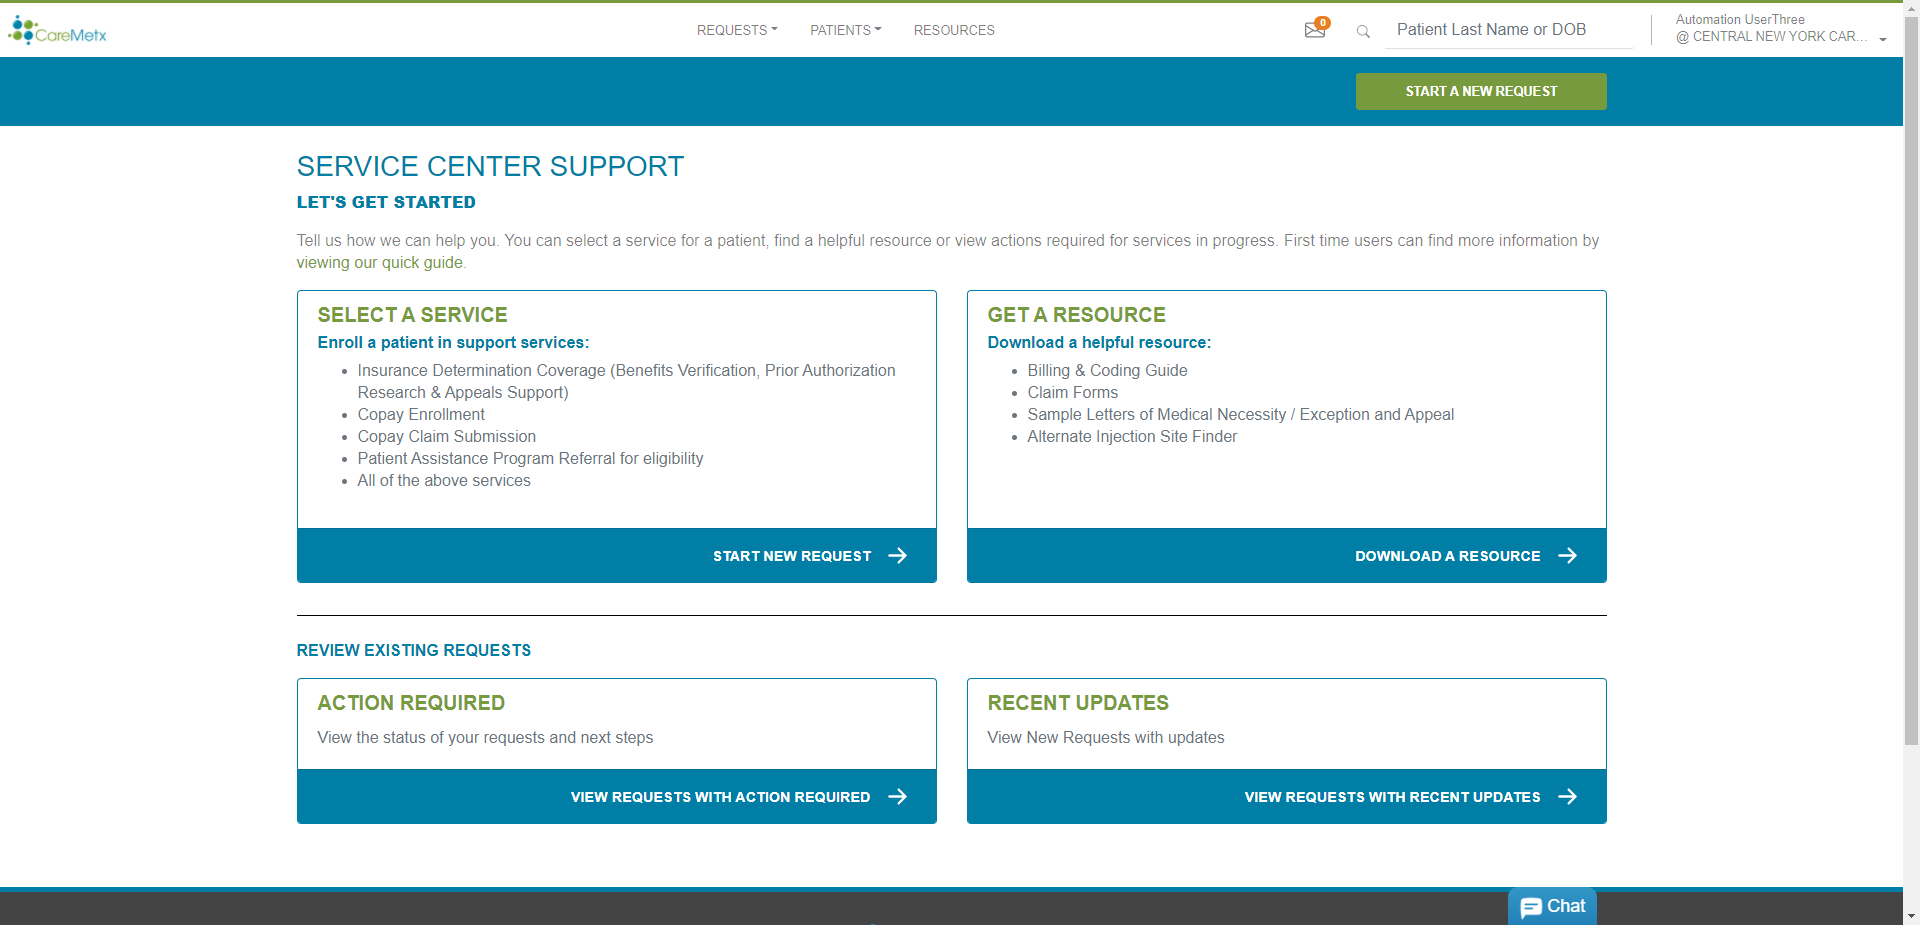 CareMetx
REQUESTS
PATIENTS
RESOURCES
0
Patient Last Name or DOB
Automation UserThree
@ CENTRAL NEW YORK CAR...
START A NEW REQUEST
SERVICE CENTER SUPPORT
LET'S GET STARTED
Tell us how we can help you. You can select a service for a patient, find a helpful resource or view actions required for services in progress. First time users can find more information by
viewing our quick guide.
SELECT A SERVICE
Enroll a patient in support services:
• Insurance Determination Coverage (Benefits Verification, Prior Authorization
Research & Appeals Support)
• Copay Enrollment
• Copay Claim Submission
• Patient Assistance Program Referral for eligibility
• All of the above services
START NEW REQUEST
GET A RESOURCE
Download a helpful resource:
• Billing & Coding Guide
• Claim Forms
• Sample Letters of Medical Necessity / Exception and Appeal
• Alternate Injection Site Finder
DOWNLOAD A RESOURCE
REVIEW EXISTING REQUESTS
ACTION REQUIRED
View the status of your requests and next steps
VIEW REQUESTS WITH ACTION REQUIRED
RECENT UPDATES
View New Requests with updates
VIEW REQUESTS WITH RECENT UPDATES
Chat